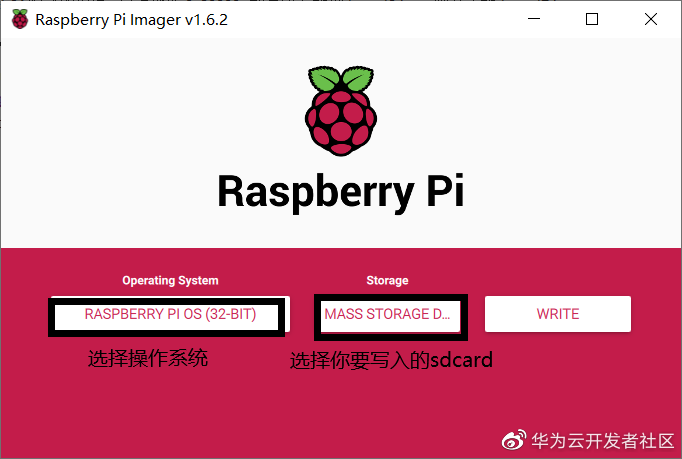 Raspberry Pi Imager v1.6.2
Raspberry Pi
Operating System
Storage
RASPBERRY PI OS (32-BIT)
MASS STORAGE D...
WRITE
选择操作系统
选择你要写入的sdcard
华为云开发者社区